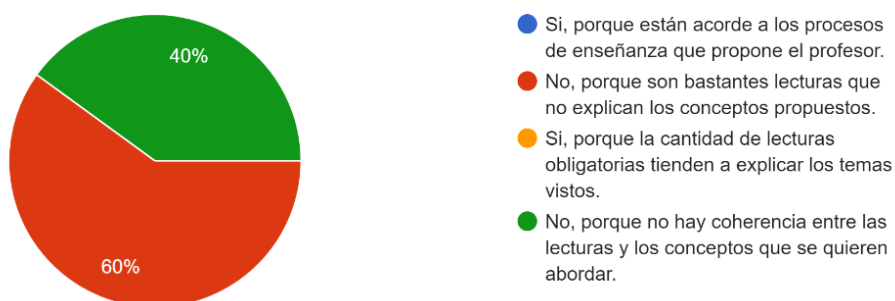 40%
60%
Si, porque están acorde a los procesos
de enseñanza que propone el profesor.
No, porque son bastantes lecturas que
no explican los conceptos propuestos.
Si, porque la cantidad de lecturas
obligatorias tienden a explicar los temas
vistos.
No, porque no hay coherencia entre las
lecturas y los conceptos que se quieren
abordar.